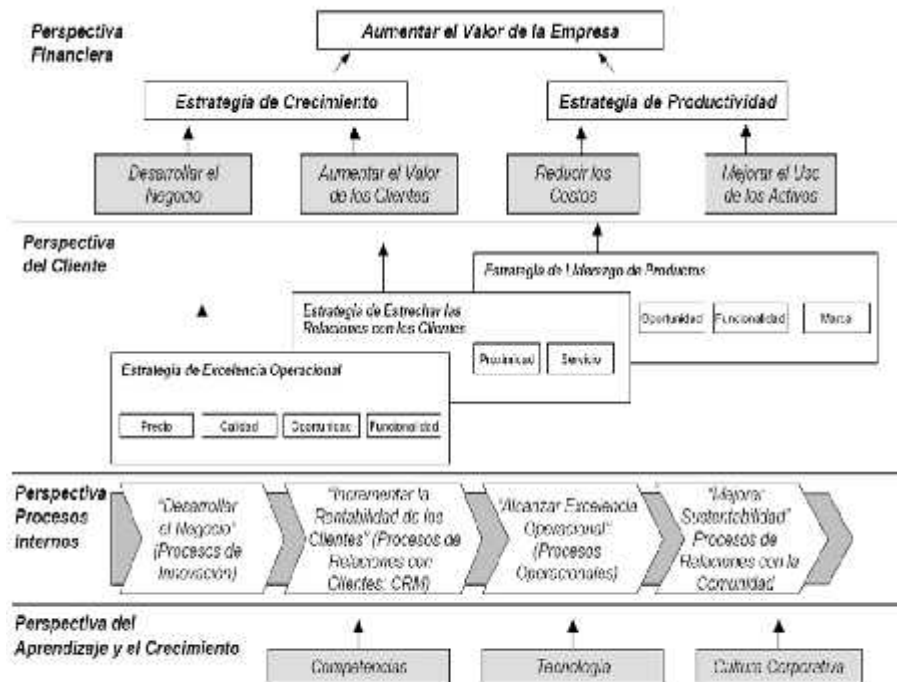 Perspectiva
Financiera
Aumentar el Valor de la Empresa
Estrategia de Crecimiento
Estrategia de Productividad
Desarrollar el
Negocio
Aumentar el Valor
de los Clientes
Reducir los
Costos
Mejorar el Uso
de los Activos
Perspectiva
del Cliente
Estrategia de Liderazgo de Productos
Oportunidad
Funcionalidad
Marca
Estrategia de Estrechar las
Relaciones con los Clientes
Proximidad
Servicio
Estrategia de Excelencia Operacional
Precio
Calidad
Oportunidad
Funcionalidad
Perspectiva
Procesos
Internos
"Desarrollar
el Negocio"
(Procesos de
Innovación)
"Incrementar la
Rentabilidad de los
Clientes" (Procesos de
Relaciones con
Clientes: CRM)
"Alcanzar Excelencia
Operacional"
(Procesos
Operacionales)
"Mejorar
Sustentabilidad"
Procesos de
Relaciones con la
Comunidad
Perspectiva del
Aprendizaje y el Crecimiento
Competencias
Tecnología
Cultura Corporativa